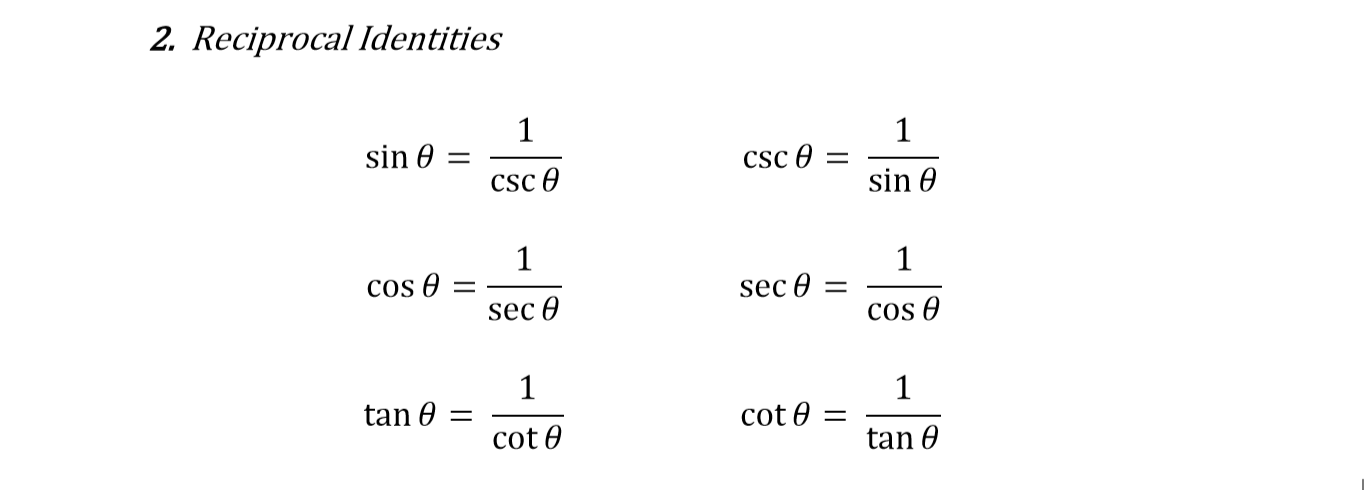 2. Reciprocal Identities
sin θ = 1/csc θ    csc θ = 1/sin θ
cos θ = 1/sec θ    sec θ = 1/cos θ
tan θ = 1/cot θ    cot θ = 1/tan θ